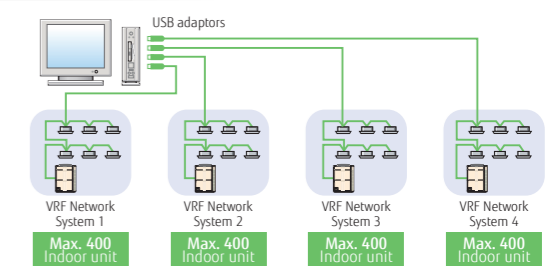 USB adaptors
VRF Network
System 1
VRF Network
System 2
VRF Network
System 3
VRF Network
System 4
Max. 400
Indoor unit
Max. 400
Indoor unit
Max. 400
Indoor unit
Max. 400
Indoor unit